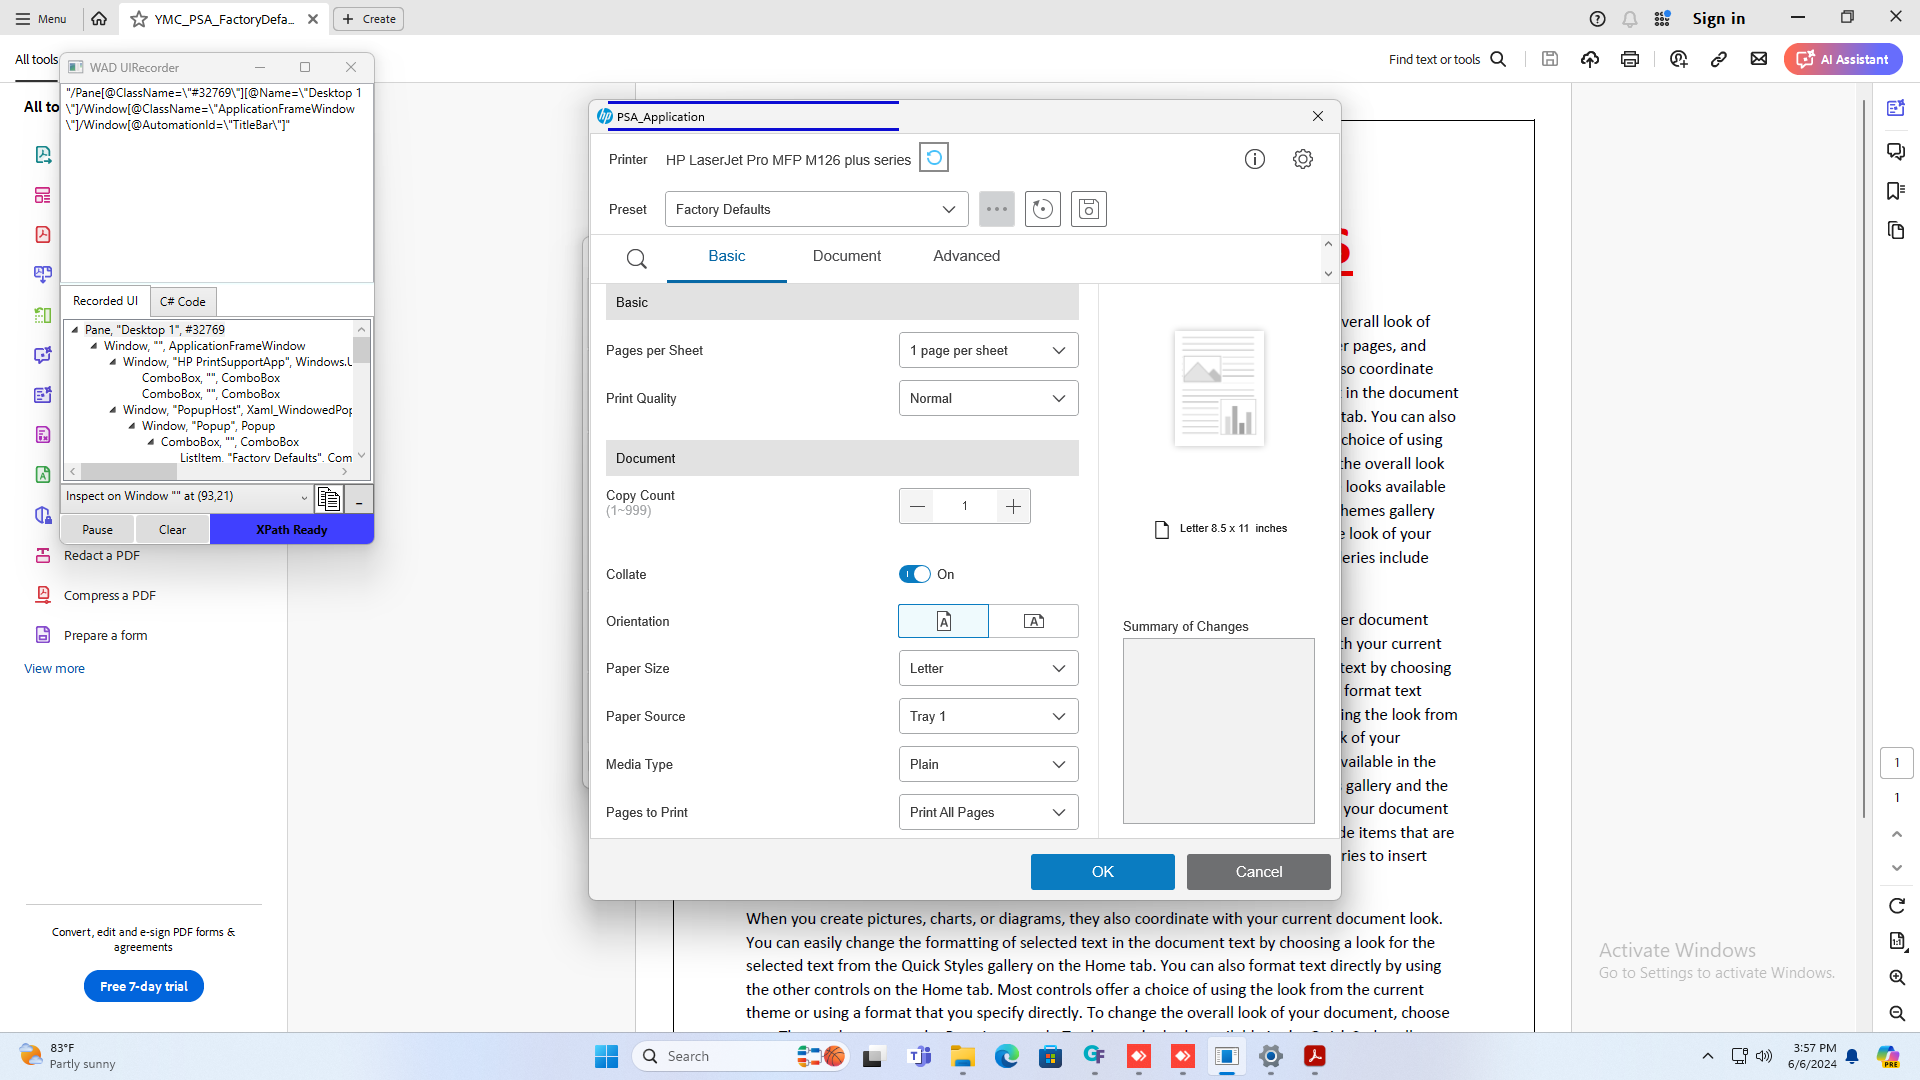 Menu
YMC_PSA_FactoryDefa...
Create
Sign in
All tools
Find text or tools
AI Assistant
WAD UIRecorder
"/Pane[@ClassName=\"#32769\"][@Name=\"Desktop 1
\"]/Window[@ClassName=\"ApplicationFrameWindow
\"]/Window[@AutomationId=\"TitleBar\"]"
Recorded UI
C# Code
Pane, "Desktop 1", #32769
Window, "", ApplicationFrameWindow
Window, "HP PrintSupportApp", Windows.U
ComboBox, "", ComboBox
ComboBox, "", ComboBox
Window, "PopupHost", Xaml_WindowedPop
Window, "Popup", Popup
ComboBox, "", ComboBox
ListItem, "Factory Defaults", Com
Inspect on Window "" at (93,21)
Pause
Clear
XPath Ready
Redact a PDF
Compress a PDF
Prepare a form
View more
Convert, edit and e-sign PDF forms &
agreements
Free 7-day trial
hp
PSA_Application
Printer
HP LaserJet Pro MFP M126 plus series
Preset
Factory Defaults
Basic
Document
Advanced
Basic
Pages per Sheet
1 page per sheet
Print Quality
Normal
Document
Copy Count
(1~999)
1
Collate
On
Orientation
A
A
Paper Size
Letter
Paper Source
Tray 1
Media Type
Plain
Pages to Print
Print All Pages
Letter 8.5 x 11 inches
Summary of Changes
OK
Cancel
verall look of
r pages, and
so coordinate
t in the document
tab. You can also
choice of using
he overall look
looks available
hemes gallery
e look of your
eries include
er document
th your current
text by choosing
format text
ing the look from
k of your
vailable in the
gallery and the
your document
de items that are
ries to insert
When you create pictures, charts, or diagrams, they also coordinate with your current document look.
You can easily change the formatting of selected text in the document text by choosing a look for the
selected text from the Quick Styles gallery on the Home tab. You can also format text directly by using
the other controls on the Home tab. Most controls offer a choice of using the look from the current
theme or using a format that you specify directly. To change the overall look of your document, choose
1
1
Activate Windows
Go to Settings to activate Windows.
83°F
Partly sunny
Search
3:57 PM
6/6/2024
PRE